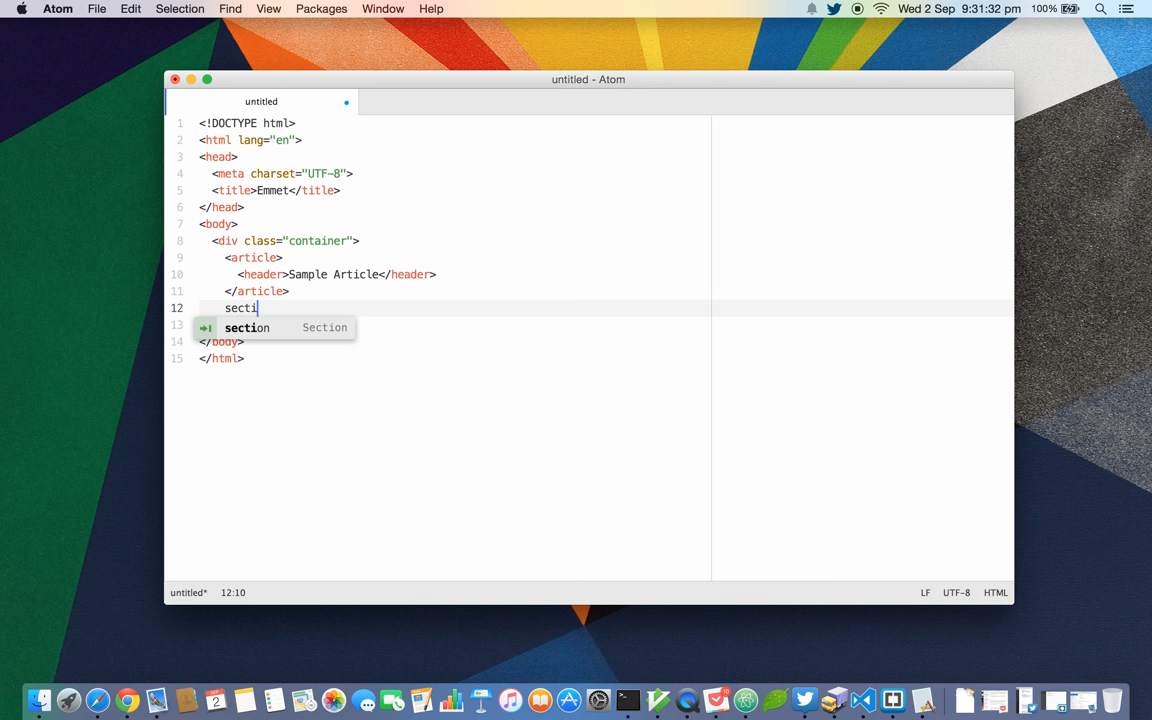 Atom File Edit Selection Find View Packages Window Help Wed 2 Sep 9:31:32 pm 100%
untitled - Atom
untitled
1 <!DOCTYPE html>
2 <html lang="en">
3 <head>
4 <meta charset="UTF-8">
5 <title>Emmet</title>
6 </head>
7 <body>
8 <div class="container">
9 <article>
10 <header>Sample Article</header>
11 </article>
12 secti
13 section Section
14 </body>
15 </html>
untitled* 12:10 LF UTF-8 HTML